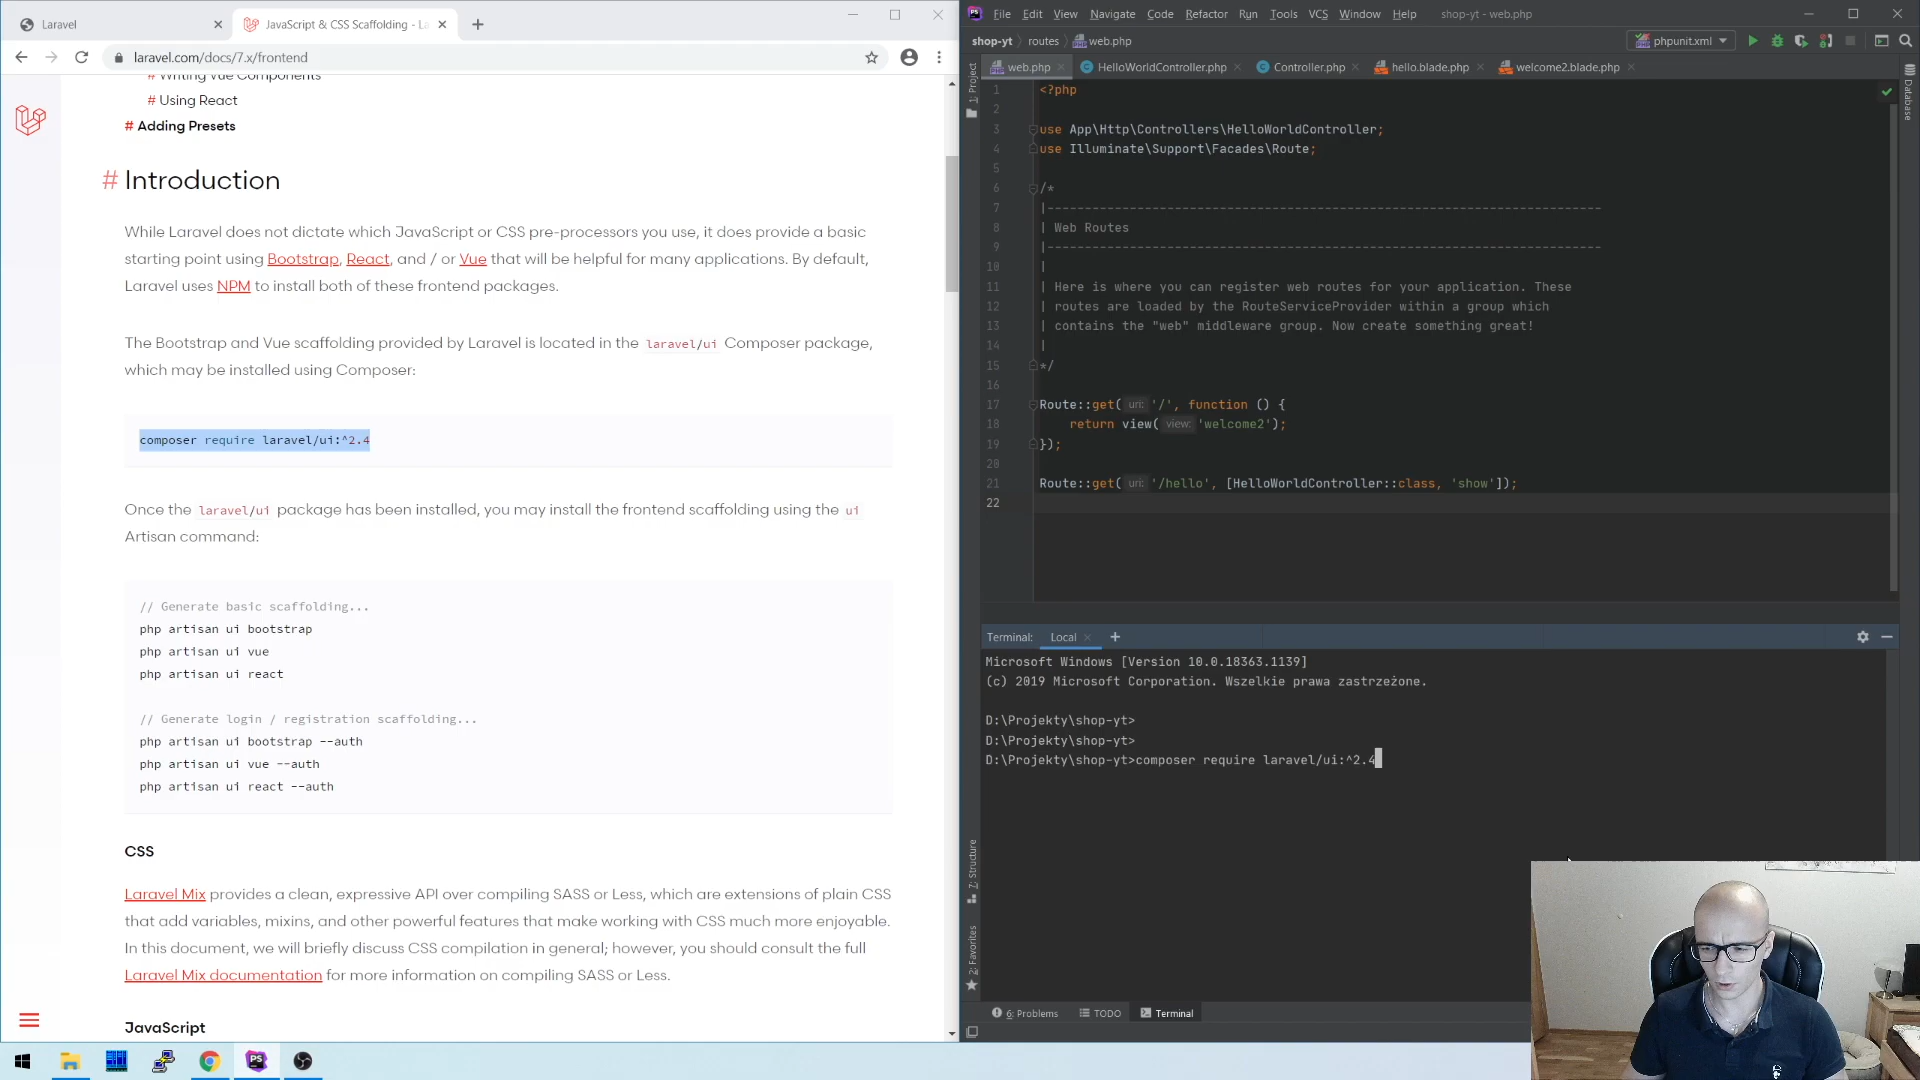 Laravel
JavaScript & CSS Scaffolding - La
laravel.com/docs/7.x/frontend
# Writing Vue Components
# Using React
# Adding Presets
# Introduction
While Laravel does not dictate which JavaScript or CSS pre-processors you use, it does provide a basic
starting point using Bootstrap, React, and / or Vue that will be helpful for many applications. By default,
Laravel uses NPM to install both of these frontend packages.
The Bootstrap and Vue scaffolding provided by Laravel is located in the laravel/ui Composer package,
which may be installed using Composer:
composer require laravel/ui:^2.4
Once the laravel/ui package has been installed, you may install the frontend scaffolding using the ui
Artisan command:
// Generate basic scaffolding...
php artisan ui bootstrap
php artisan ui vue
php artisan ui react
// Generate login / registration scaffolding...
php artisan ui bootstrap --auth
php artisan ui vue --auth
php artisan ui react --auth
CSS
Laravel Mix provides a clean, expressive API over compiling SASS or Less, which are extensions of plain CSS
that add variables, mixins, and other powerful features that make working with CSS much more enjoyable.
In this document, we will briefly discuss CSS compilation in general; however, you should consult the full
Laravel Mix documentation for more information on compiling SASS or Less.
JavaScript
PS File Edit View Navigate Code Refactor Run Tools VCS Window Help shop-yt - web.php
shop-yt routes web.php
phpunit.xml
web.php HelloWorldController.php Controller.php hello.blade.php welcome2.blade.php
1: Project
Database
1 <?php
2
3 use App\Http\Controllers\HelloWorldController;
4 use Illuminate\Support\Facades\Route;
5
6 /*
7 |--------------------------------------------------------------------------
8 | Web Routes
9 |--------------------------------------------------------------------------
10 |
11 | Here is where you can register web routes for your application. These
12 | routes are loaded by the RouteServiceProvider within a group which
13 | contains the "web" middleware group. Now create something great!
14 |
15 */
16
17 Route::get( uri: '/', function () {
18 return view( view: 'welcome2');
19 });
20
21 Route::get( uri: '/hello', [HelloWorldController::class, 'show']);
22
Terminal: Local
Microsoft Windows [Version 10.0.18363.1139]
(c) 2019 Microsoft Corporation. Wszelkie prawa zastrzeżone.
D:\Projekty\shop-yt>
D:\Projekty\shop-yt>
D:\Projekty\shop-yt>composer require laravel/ui:^2.4
7: Structure
2: Favorites
6: Problems TODO Terminal
PS